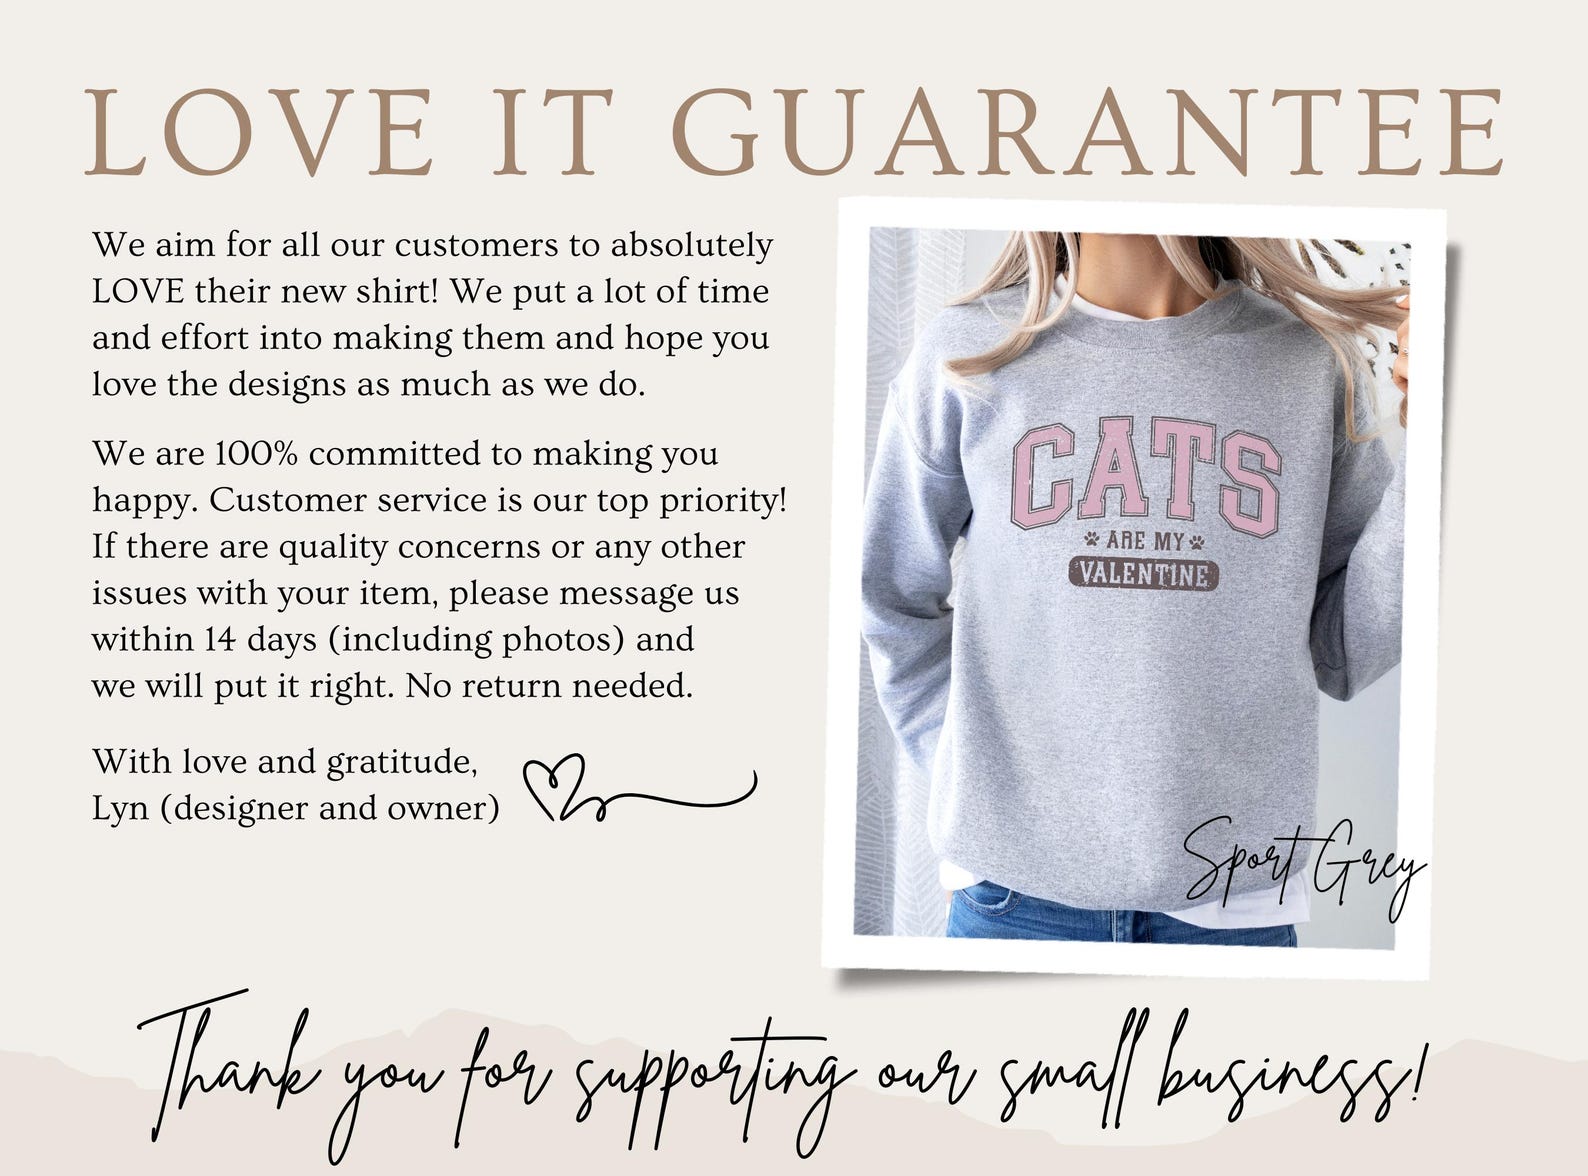 LOVE IT GUARANTEE
We aim for all our customers to absolutely
LOVE their new shirt! We put a lot of time
and effort into making them and hope you
love the designs as much as we do.
We are 100% committed to making you
happy. Customer service is our top priority!
If there are quality concerns or any other
issues with your item, please message us
within 14 days (including photos) and
we will put it right. No return needed.
With love and gratitude,
Lyn (designer and owner)
CATS
ARE MY
VALENTINE
Sport Grey
Thank you for supporting our small business!